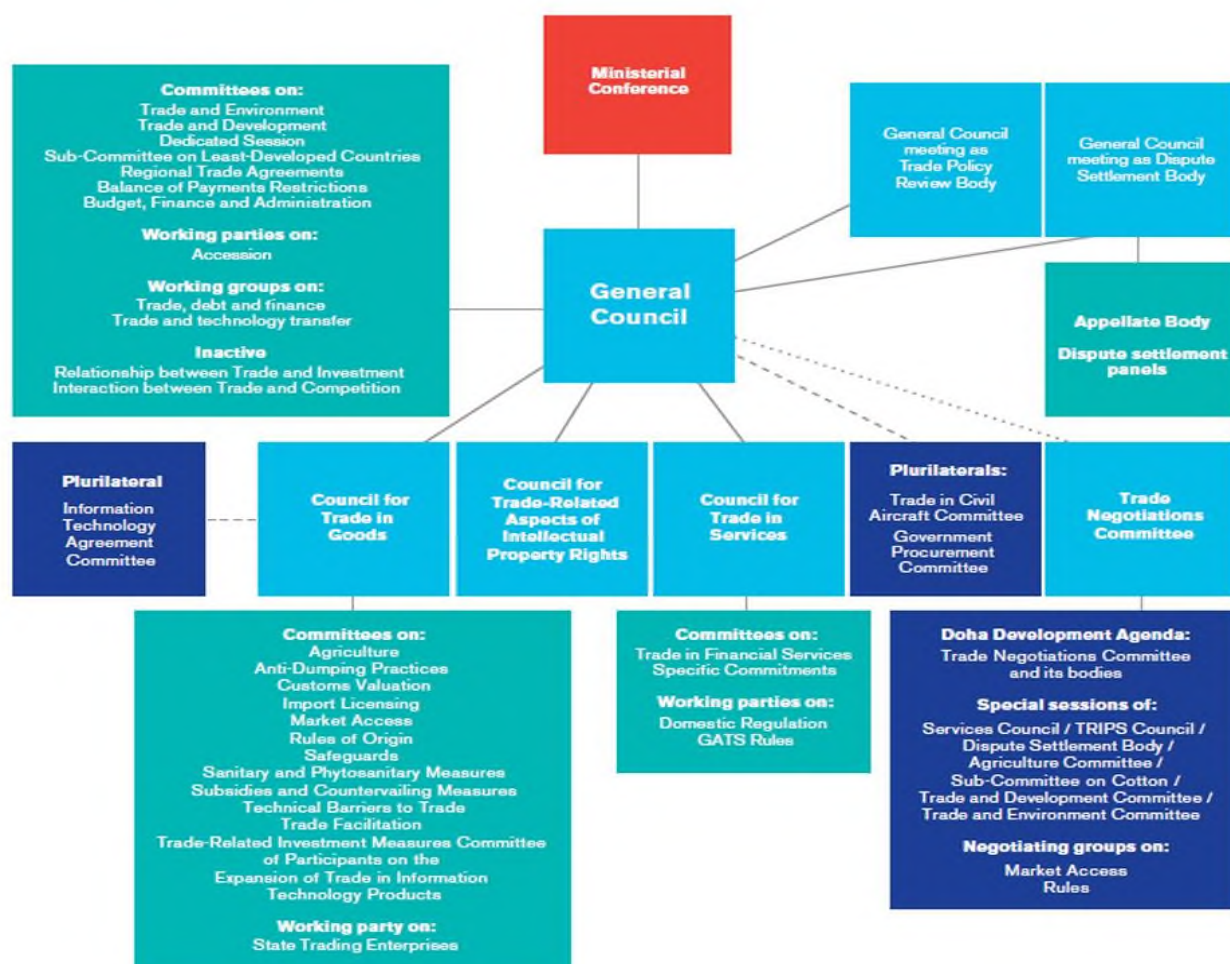 Ministerial
Conference
Committees on:
Trade and Environment
Trade and Development
Dedicated Session
Sub-Committee on Least-Developed Countries
Regional Trade Agreements
Balance of Payments Restrictions
Budget, Finance and Administration
Working parties on:
Accession
Working groups on:
Trade, debt and finance
Trade and technology transfer
Inactive
Relationship between Trade and Investment
Interaction between Trade and Competition
General Council
meeting as
Trade Policy
Review Body
General Council
meeting as Dispute
Settlement Body
General
Council
Appellate Body
Dispute settlement
panels
Plurilateral
Information
Technology
Agreement
Committee
Council for
Trade in
Goods
Council for
Trade-Related
Aspects of
Intellectual
Property Rights
Council for
Trade in
Services
Plurilaterals:
Trade in Civil
Aircraft Committee
Government
Procurement
Committee
Trade
Negotiations
Committee
Committees on:
Agriculture
Anti-Dumping Practices
Customs Valuation
Import Licensing
Market Access
Rules of Origin
Safeguards
Sanitary and Phytosanitary Measures
Subsidies and Countervailing Measures
Technical Barriers to Trade
Trade Facilitation
Trade-Related Investment Measures Committee
of Participants on the
Expansion of Trade in Information
Technology Products
Working party on:
State Trading Enterprises
Committees on:
Trade in Financial Services
Specific Commitments
Working parties on:
Domestic Regulation
GATS Rules
Doha Development Agenda:
Trade Negotiations Committee
and its bodies
Special sessions of:
Services Council / TRIPS Council /
Dispute Settlement Body /
Agriculture Committee /
Sub-Committee on Cotton /
Trade and Development Committee /
Trade and Environment Committee
Negotiating groups on:
Market Access
Rules